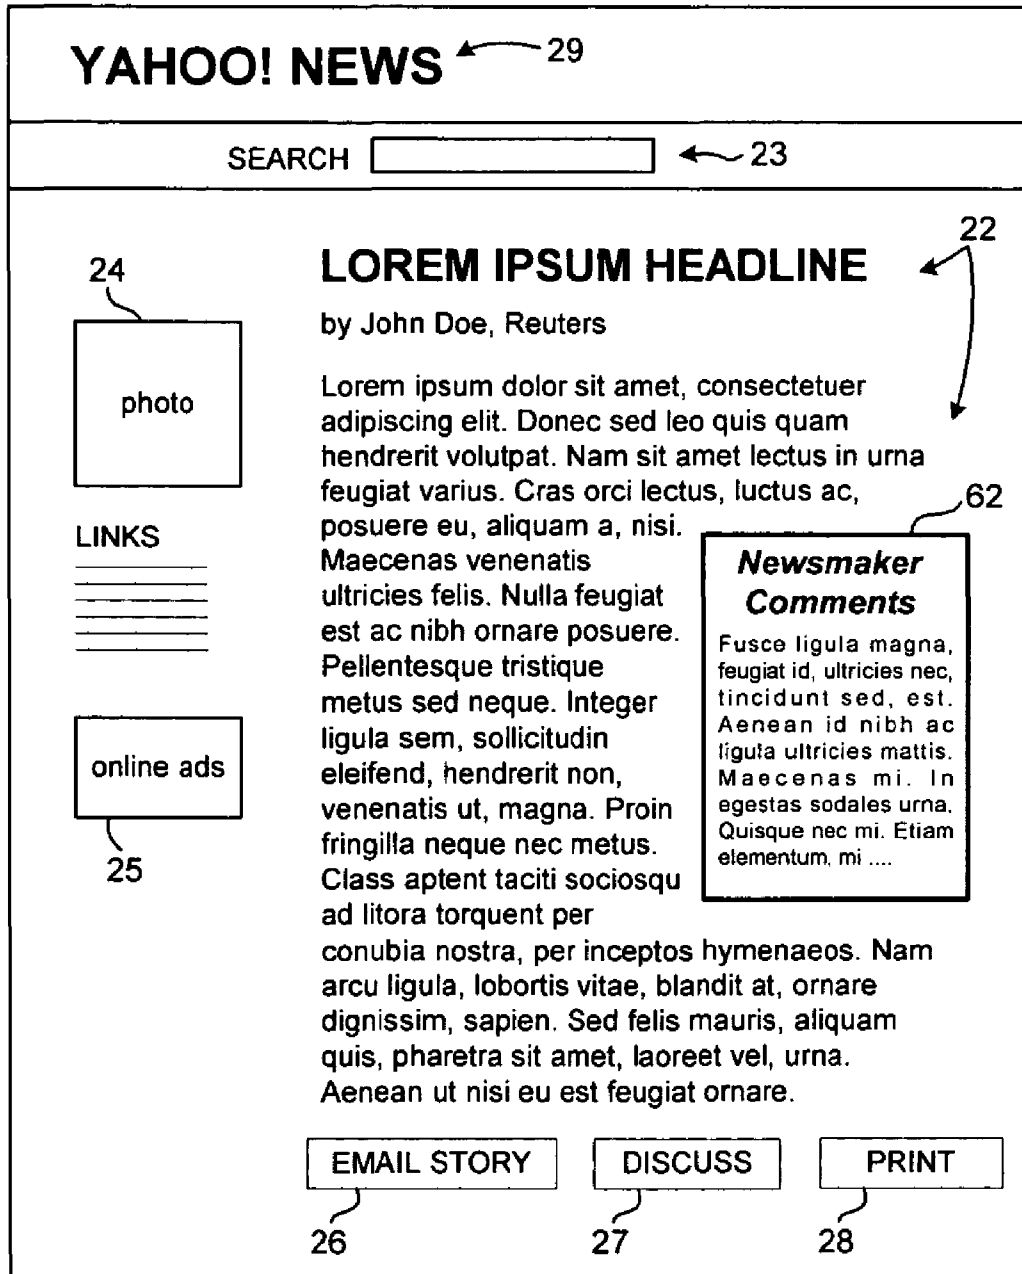 YAHOO! NEWS
29
SEARCH
23
22
24
photo
LINKS
online ads
25
LOREM IPSUM HEADLINE
by John Doe, Reuters
Lorem ipsum dolor sit amet, consectetuer
adipiscing elit. Donec sed leo quis quam
hendrerit volutpat. Nam sit amet lectus in urna
feugiat varius. Cras orci lectus, luctus ac,
posuere eu, aliquam a, nisi.
Maecenas venenatis
ultricies felis. Nulla feugiat
est ac nibh ornare posuere.
Pellentesque tristique
metus sed neque. Integer
ligula sem, sollicitudin
eleifend, hendrerit non,
venenatis ut, magna. Proin
fringilla neque nec metus.
Class aptent taciti sociosqu
ad litora torquent per
conubia nostra, per inceptos hymenaeos. Nam
arcu ligula, lobortis vitae, blandit at, ornare
dignissim, sapien. Sed felis mauris, aliquam
quis, pharetra sit amet, laoreet vel, urna.
Aenean ut nisi eu est feugiat ornare.
62
Newsmaker
Comments
Fusce ligula magna,
feugiat id, ultricies nec,
tincidunt sed, est.
Aenean id nibh ac
ligula ultricies mattis.
Maecenas mi. In
egestas sodales urna.
Quisque nec mi. Etiam
elementum, mi ....
EMAIL STORY
DISCUSS
PRINT
26
27
28